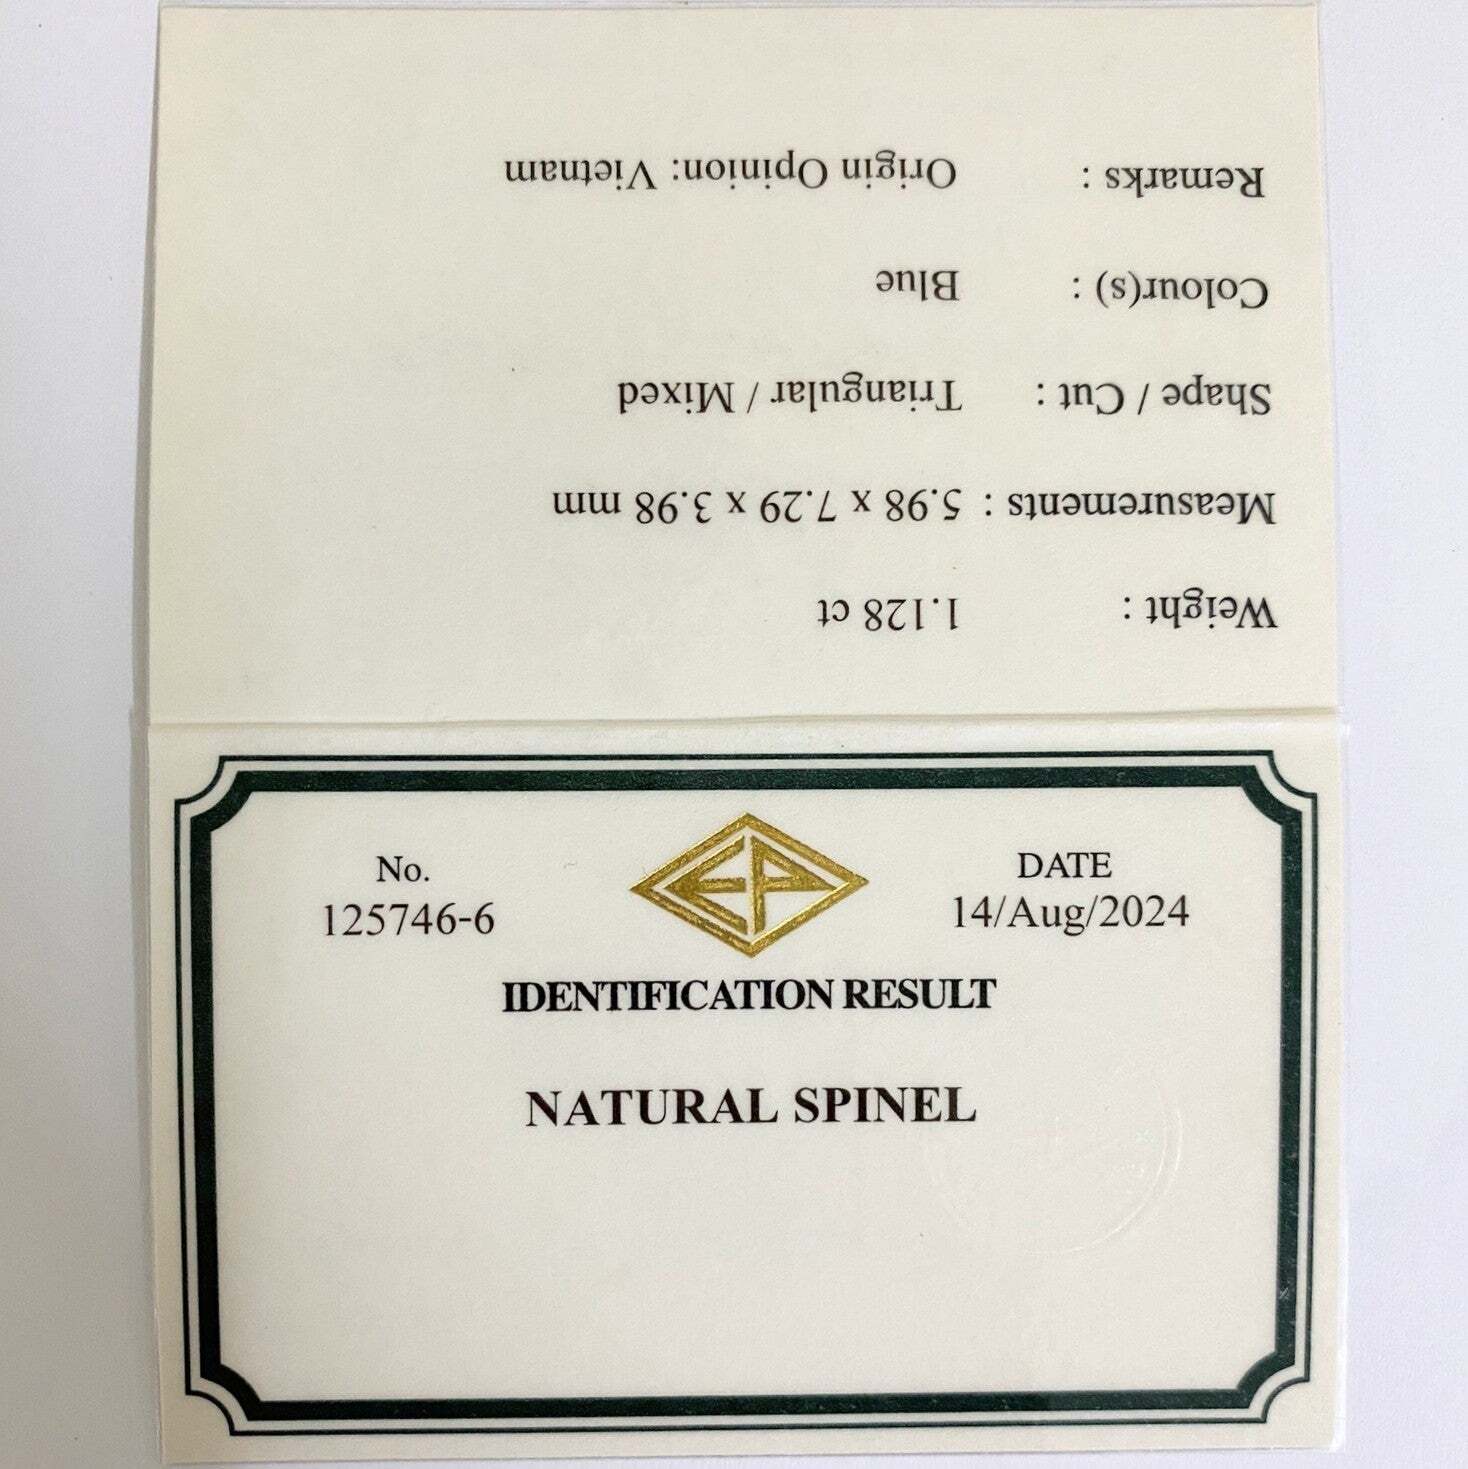 No.
125746-6
EP
DATE
14/Aug/2024
IDENTIFICATION RESULT
NATURAL SPINEL
Weight : 1.128 ct
Measurements : 5.98 x 7.29 x 3.98 mm
Shape / Cut : Triangular / Mixed
Colour(s) : Blue
Remarks : Origin Opinion: Vietnam